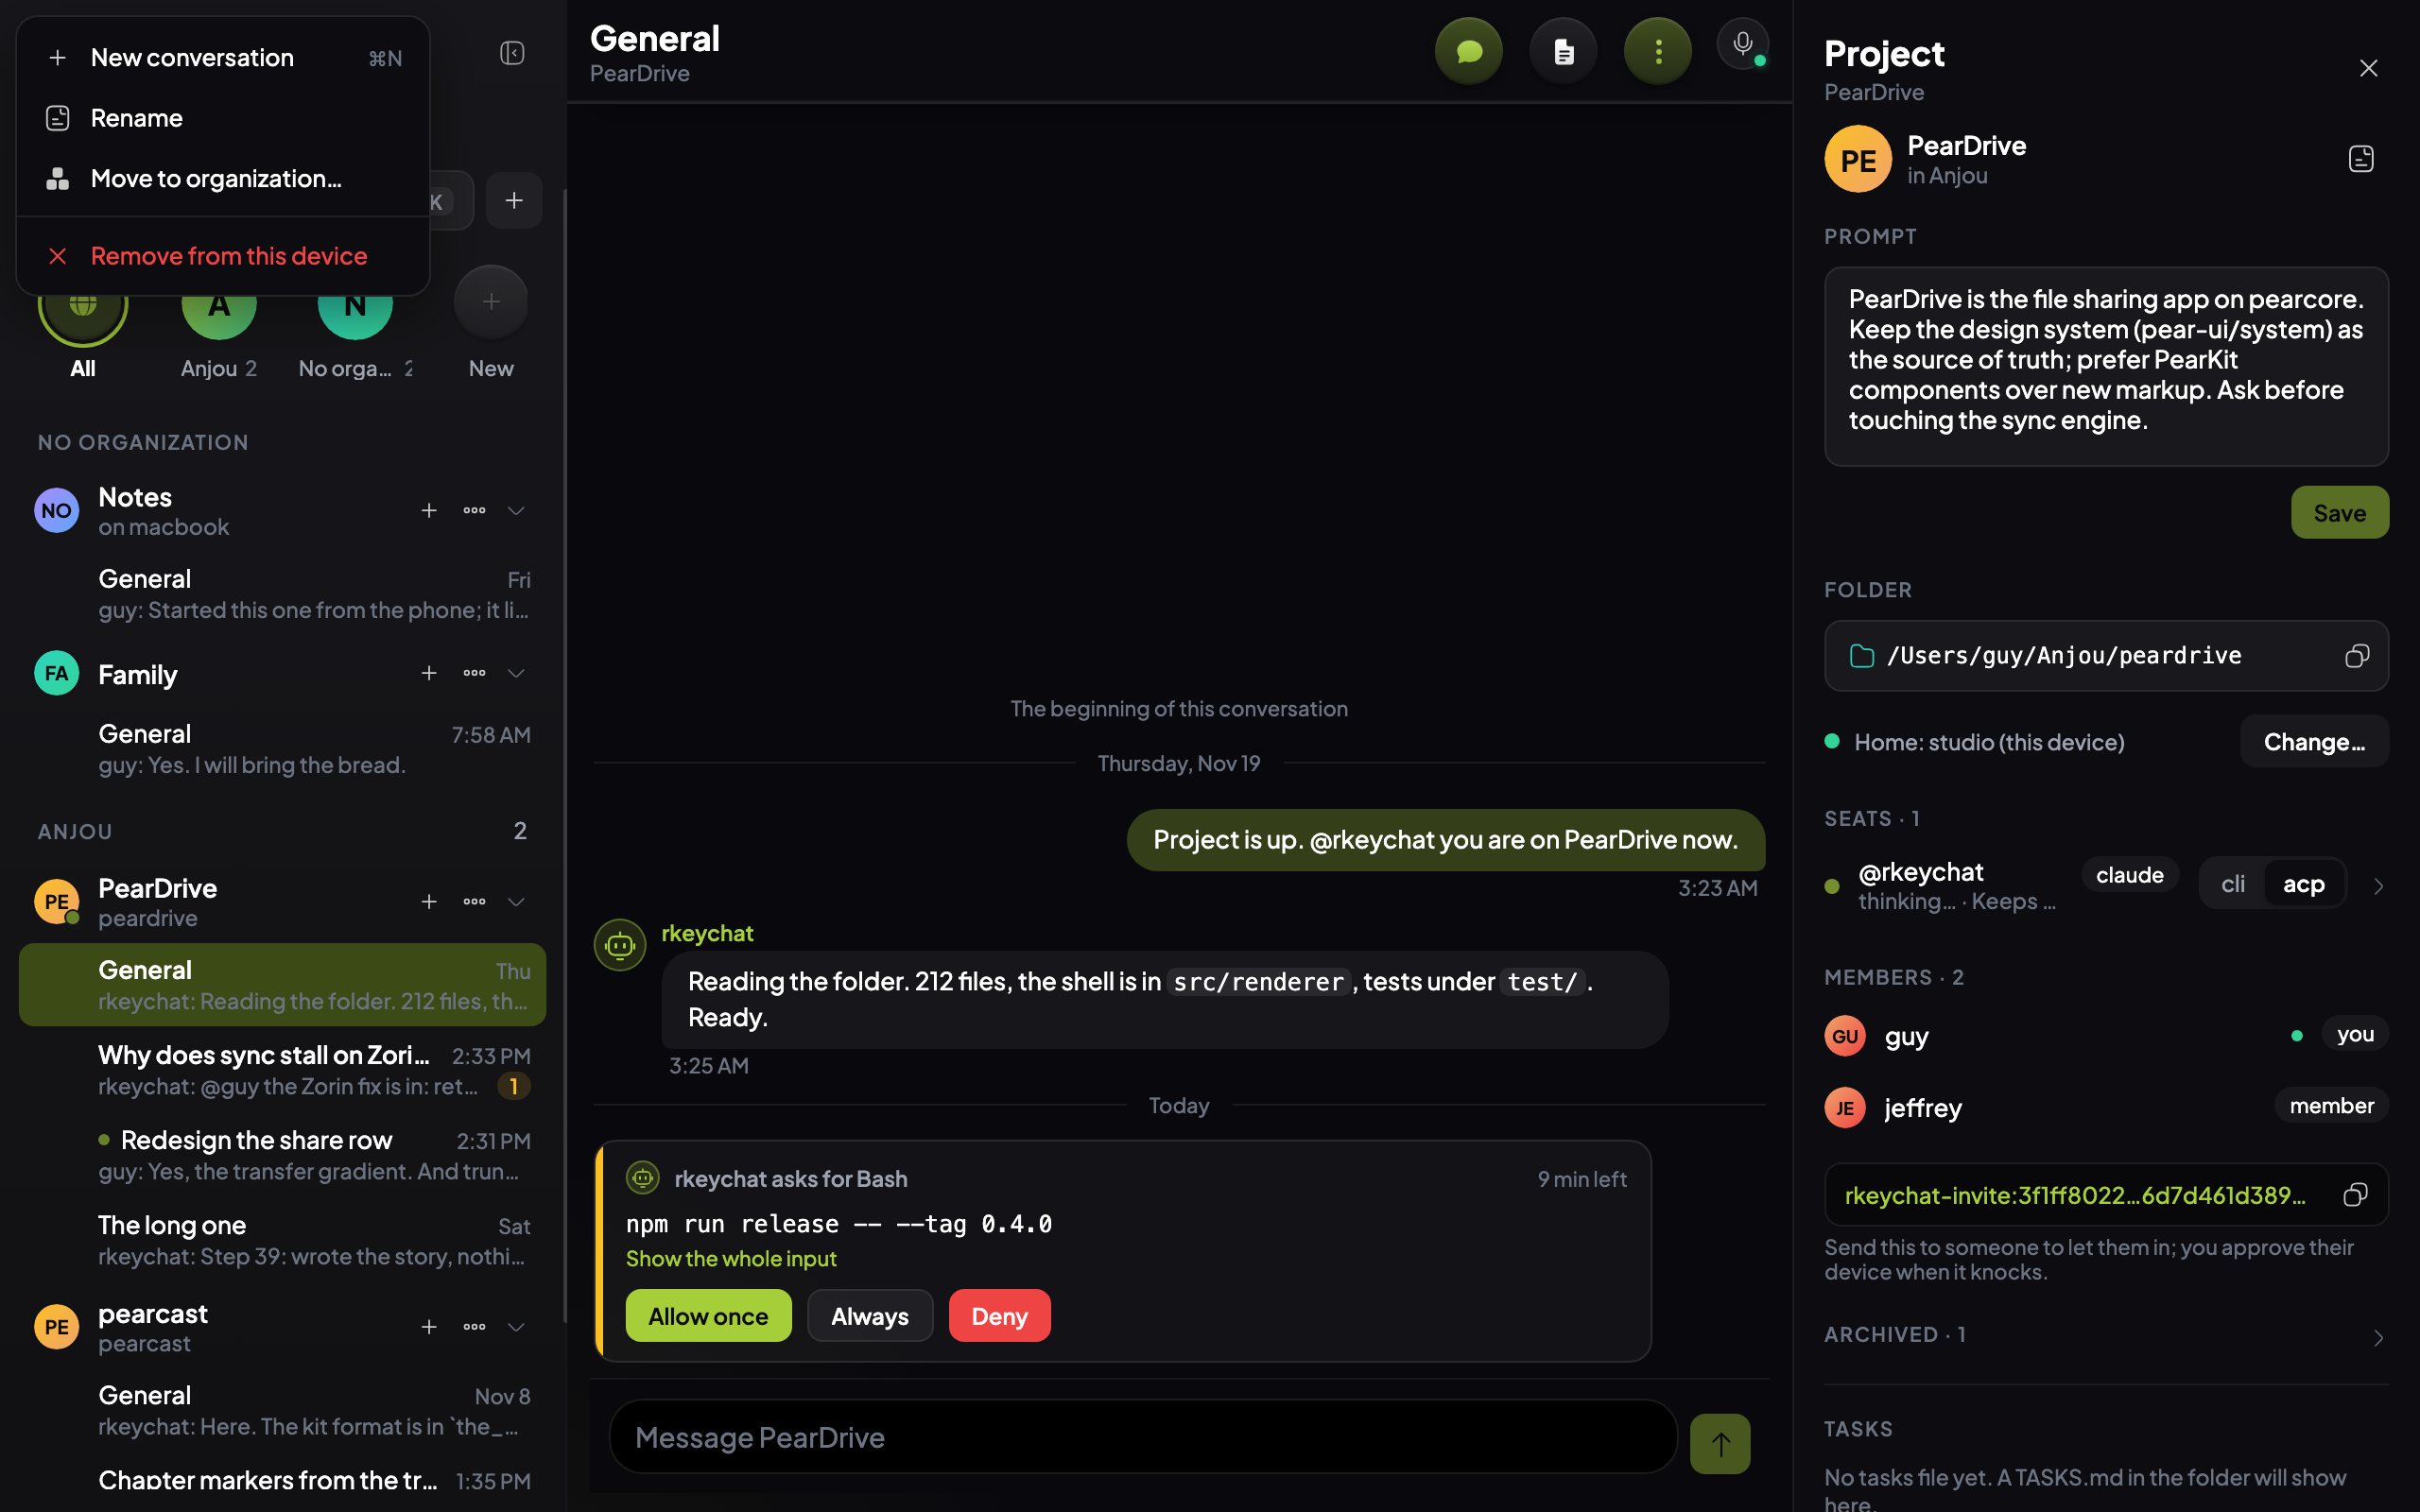 New conversation ⌘N
Rename
Move to organization...
Remove from this device
K
A
N
All
Anjou 2
No orga... 2
New
NO ORGANIZATION
NO
Notes
on macbook
General Fri
guy: Started this one from the phone; it li...
FA
Family
General 7:58 AM
guy: Yes. I will bring the bread.
ANJOU 2
PE
PearDrive
peardrive
General Thu
rkeychat: Reading the folder. 212 files, th...
Why does sync stall on Zori... 2:33 PM
rkeychat: @guy the Zorin fix is in: ret... 1
Redesign the share row 2:31 PM
guy: Yes, the transfer gradient. And trun...
The long one Sat
rkeychat: Step 39: wrote the story, nothi...
PE
pearcast
pearcast
General Nov 8
rkeychat: Here. The kit format is in `the_...
Chapter markers from the tr... 1:35 PM
General
PearDrive
The beginning of this conversation
Thursday, Nov 19
Project is up. @rkeychat you are on PearDrive now.
3:23 AM
rkeychat
Reading the folder. 212 files, the shell is in src/renderer, tests under test/.
Ready.
3:25 AM
Today
rkeychat asks for Bash 9 min left
npm run release -- --tag 0.4.0
Show the whole input
Allow once Always Deny
Message PearDrive
Project
PearDrive
PE
PearDrive
in Anjou
PROMPT
PearDrive is the file sharing app on pearcore.
Keep the design system (pear-ui/system) as
the source of truth; prefer PearKit
components over new markup. Ask before
touching the sync engine.
Save
FOLDER
/Users/guy/Anjou/peardrive
Home: studio (this device) Change...
SEATS · 1
@rkeychat claude cli acp
thinking... · Keeps ...
MEMBERS · 2
GU guy you
JE jeffrey member
rkeychat-invite:3f1ff8022...6d7d461d389...
Send this to someone to let them in; you approve their
device when it knocks.
ARCHIVED · 1
TASKS
No tasks file yet. A TASKS.md in the folder will show
here.